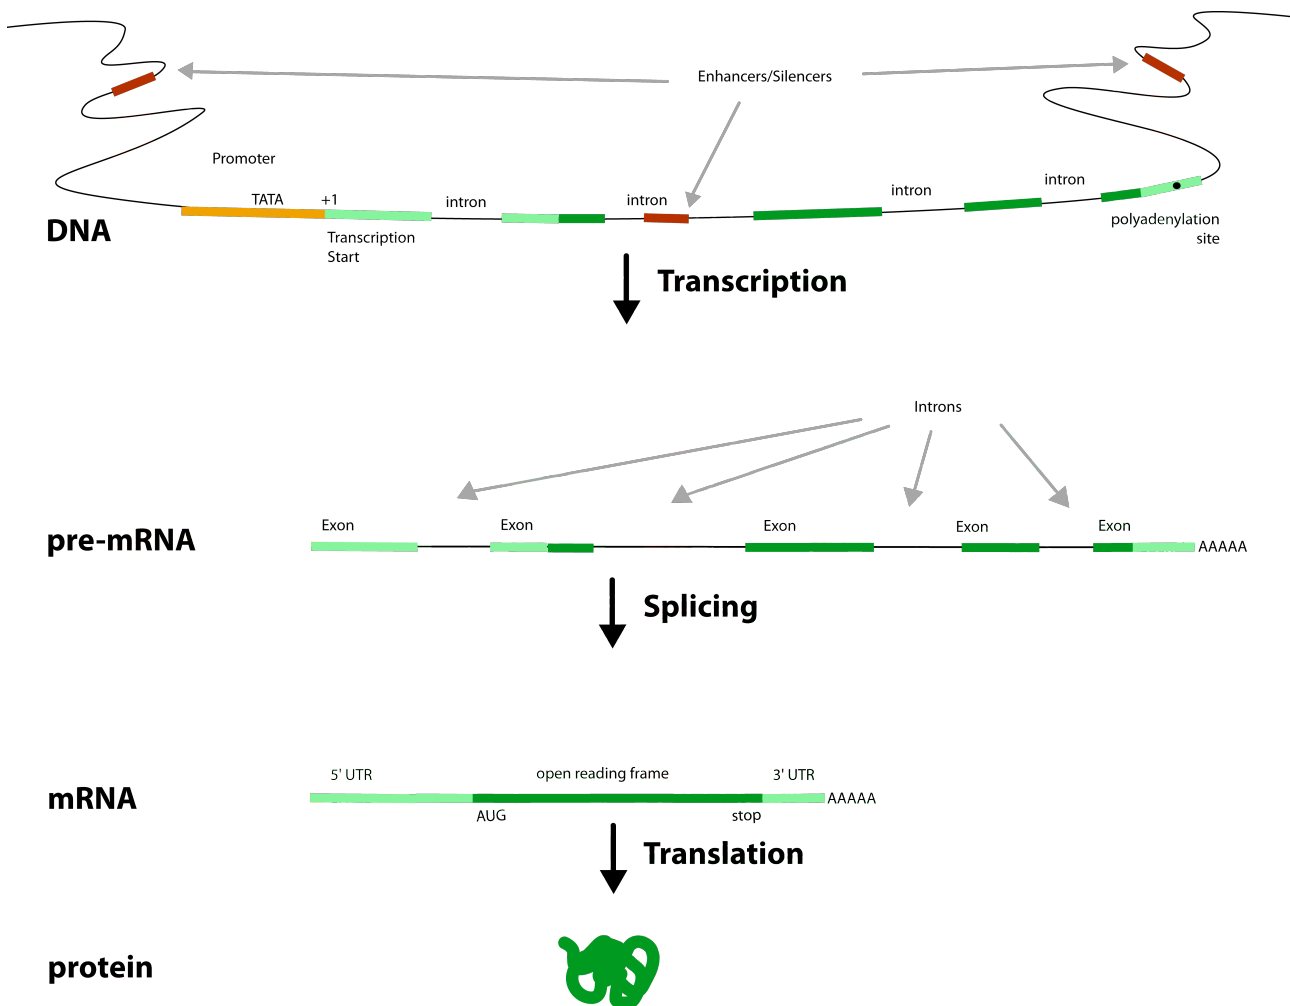 Enhancers/Silencers
Promoter
TATA
+1
intron
intron
intron
intron
DNA
Transcription
Start
polyadenylation
site
Transcription
Introns
Exon
Exon
Exon
Exon
Exon
pre-mRNA
AAAAA
Splicing
5' UTR
open reading frame
3' UTR
mRNA
AAAAA
AUG
stop
Translation
protein